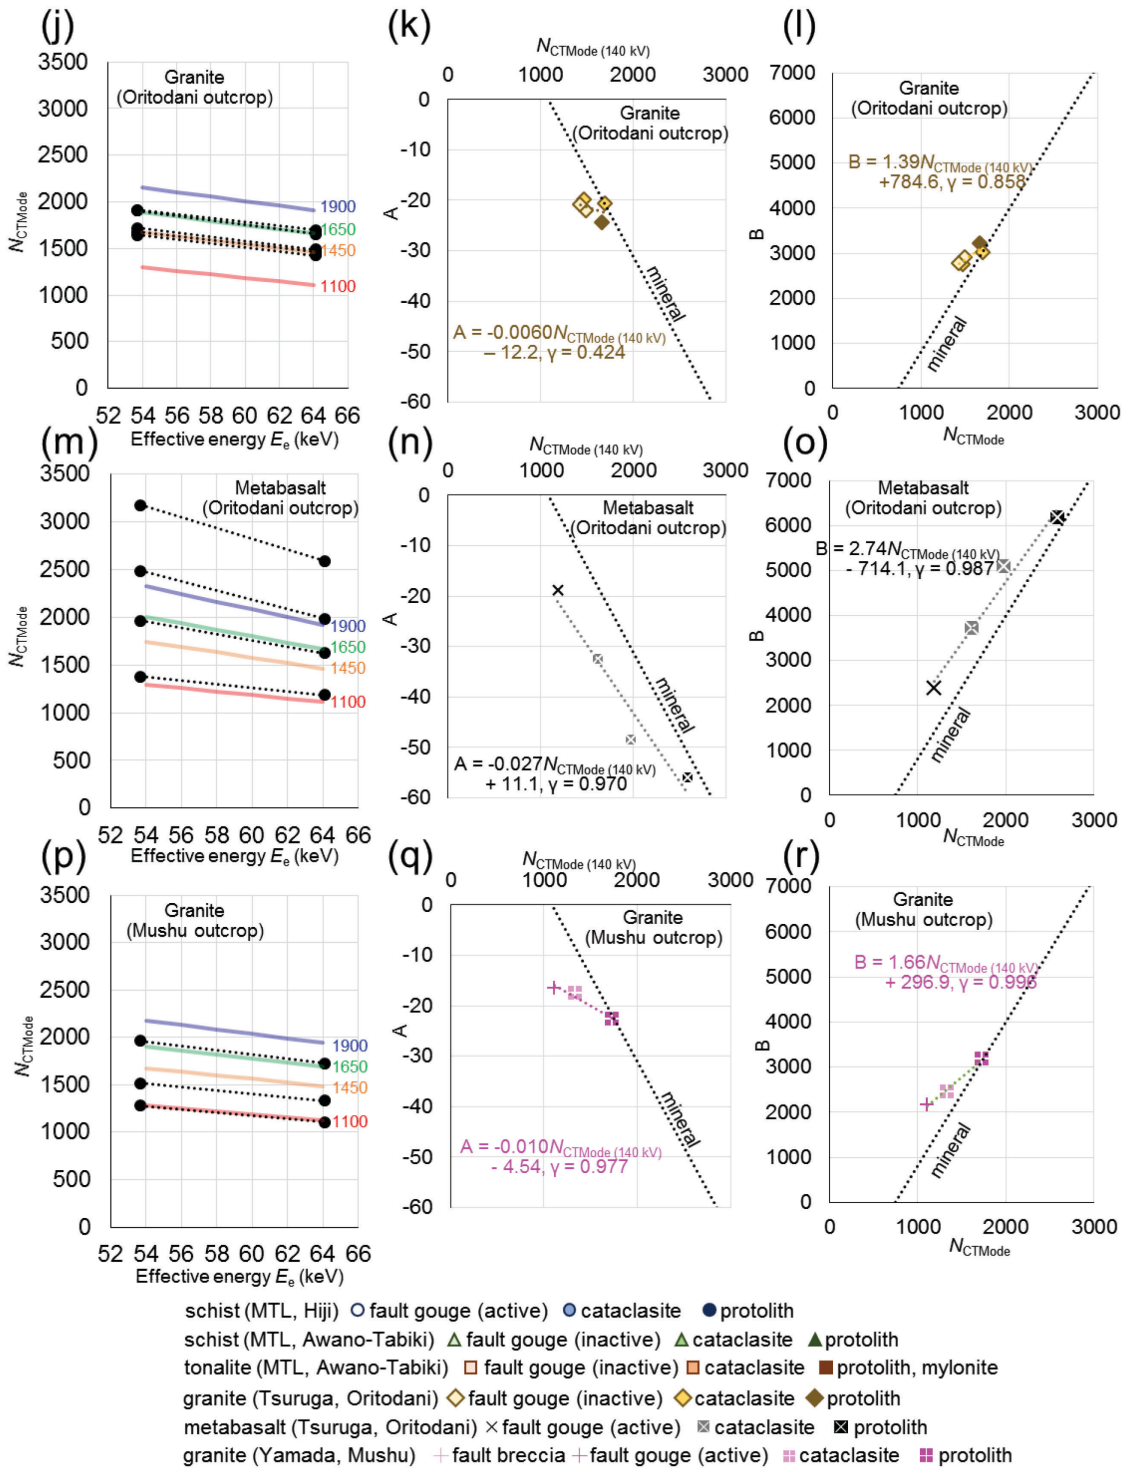 (j)
3500
3000
2500
2000
1500
1000
500
0
52 54 56 58 60 62 64 66
Effective energy Ee (keV)
NCTMode
Granite
(Oritodani outcrop)
1900
1650
1450
1100
(k)
NCTMode (140 kV)
0 1000 2000 3000
0
-10
-20
-30
-40
-50
-60
A
Granite
(Oritodani outcrop)
mineral
A = -0.0060NCTMode (140 kV)
– 12.2, γ = 0.424
(l)
7000
6000
5000
4000
3000
2000
1000
0
B
Granite
(Oritodani outcrop)
B = 1.39NCTMode (140 kV)
+784.6, γ = 0.858
mineral
0 1000 2000 3000
NCTMode
(m)
3500
3000
2500
2000
1500
1000
500
0
NCTMode
Metabasalt
(Oritodani outcrop)
1900
1650
1450
1100
52 54 56 58 60 62 64 66
Effective energy Ee (keV)
(n)
NCTMode (140 kV)
0 1000 2000 3000
0
-10
-20
-30
-40
-50
-60
A
Metabasalt
(Oritodani outcrop)
mineral
A = -0.027NCTMode (140 kV)
+ 11.1, γ = 0.970
(o)
7000
6000
5000
4000
3000
2000
1000
0
B
Metabasalt
(Oritodani outcrop)
B = 2.74NCTMode (140 kV)
- 714.1, γ = 0.987
mineral
0 1000 2000 3000
NCTMode
(p)
3500
3000
2500
2000
1500
1000
500
0
NCTMode
Granite
(Mushu outcrop)
1900
1650
1450
1100
52 54 56 58 60 62 64 66
Effective energy Ee (keV)
(q)
NCTMode (140 kV)
0 1000 2000 3000
0
-10
-20
-30
-40
-50
-60
A
Granite
(Mushu outcrop)
mineral
A = -0.010NCTMode (140 kV)
- 4.54, γ = 0.977
(r)
7000
6000
5000
4000
3000
2000
1000
0
B
Granite
(Mushu outcrop)
B = 1.66NCTMode (140 kV)
+ 296.9, γ = 0.996
mineral
0 1000 2000 3000
NCTMode
schist (MTL, Hiji) fault gouge (active) cataclasite protolith
schist (MTL, Awano-Tabiki) fault gouge (inactive) cataclasite protolith
tonalite (MTL, Awano-Tabiki) fault gouge (inactive) cataclasite protolith, mylonite
granite (Tsuruga, Oritodani) fault gouge (inactive) cataclasite protolith
metabasalt (Tsuruga, Oritodani) fault gouge (active) cataclasite protolith
granite (Yamada, Mushu) fault breccia fault gouge (active) cataclasite protolith